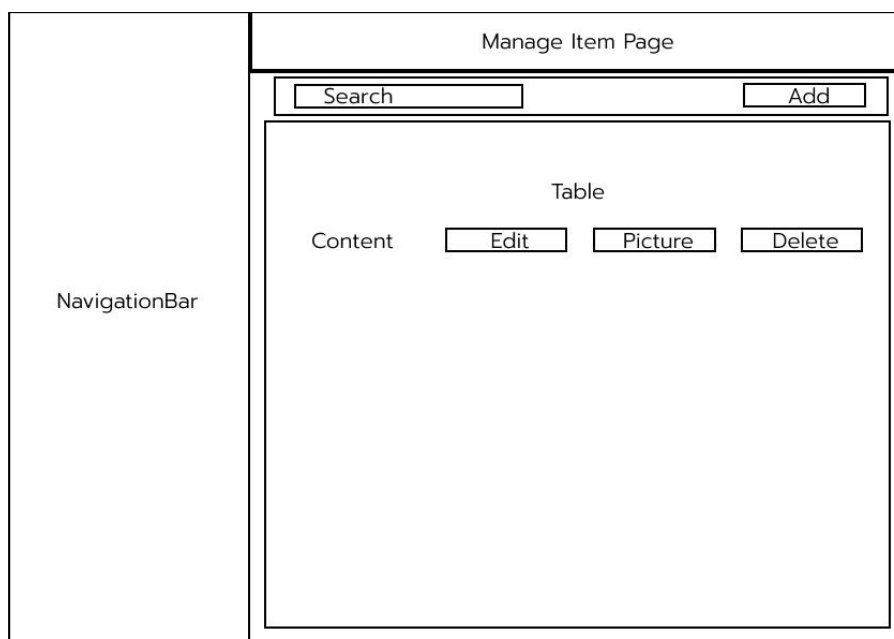 Manage Item Page
Search
Add
Table
Content
Edit
Picture
Delete
NavigationBar